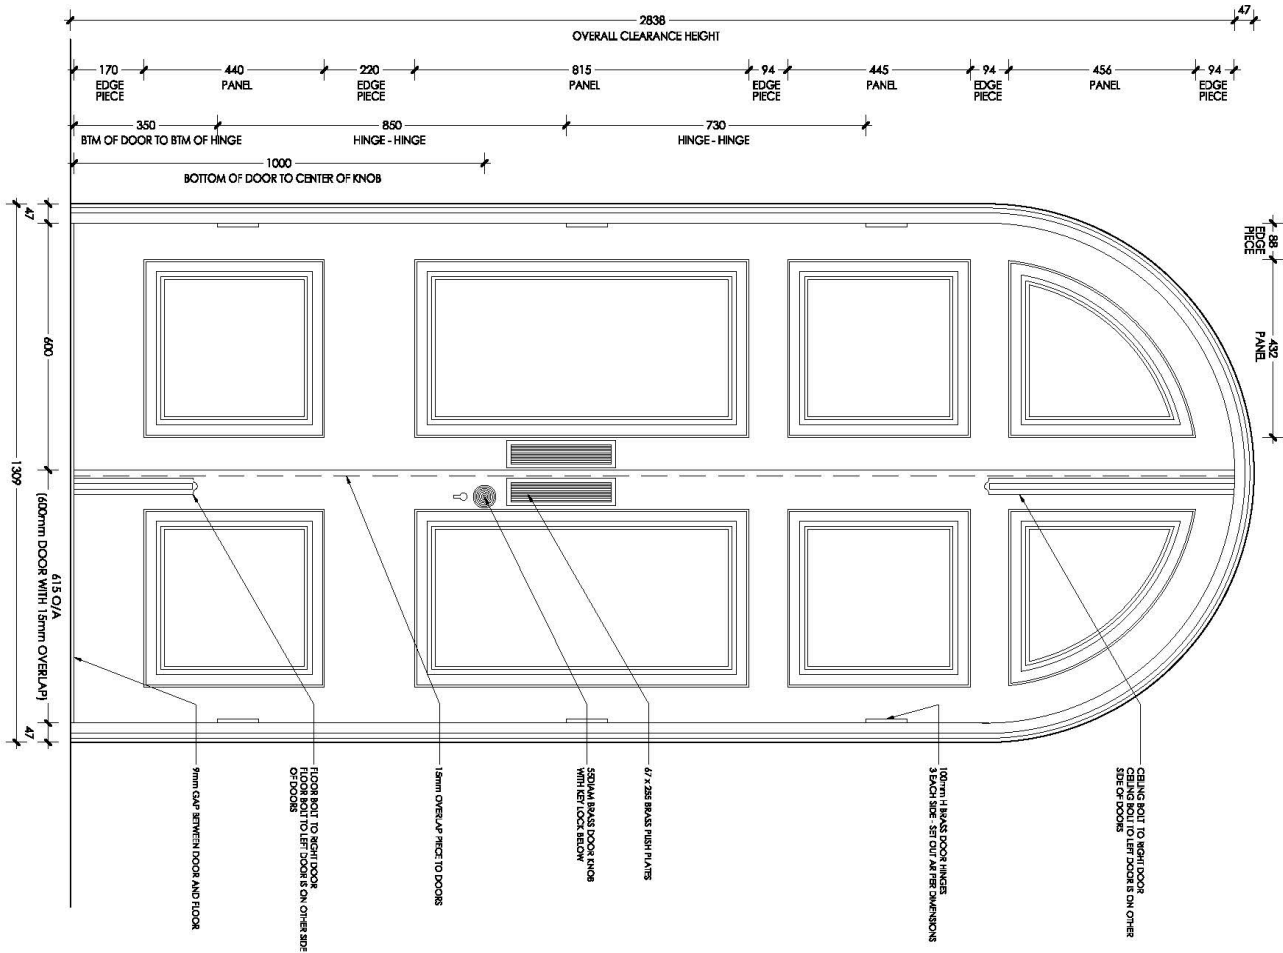 2838
OVERALL CLEARANCE HEIGHT
47
170
EDGE
PIECE
440
PANEL
220
EDGE
PIECE
815
PANEL
94
EDGE
PIECE
445
PANEL
94
EDGE
PIECE
456
PANEL
94
EDGE
PIECE
350
BTM OF DOOR TO BTM OF HINGE
850
HINGE - HINGE
730
HINGE - HINGE
1000
BOTTOM OF DOOR TO CENTER OF KNOB
88
EDGE
PIECE
432
PANEL
47
600
1309
615 O/A
(600mm DOOR WITH 15mm OVERLAP)
47
9mm GAP BETWEEN DOOR AND FLOOR
FLOOR BOLT TO RIGHT DOOR
FLOOR BOLT TO LEFT DOOR IS ON OTHER SIDE
OF DOORS
15mm OVERLAP PIECE TO DOORS
55DIAM BRASS DOOR KNOB
WITH KEY LOCK BELOW
67 x 255 BRASS PUSH PLATES
100mm H BRASS DOOR HINGES
3 EACH SIDE - SET OUT AR PER DIMENSIONS
CEILING BOLT TO RIGHT DOOR
CEILING BOLT TO LEFT DOOR IS ON OTHER
SIDE OF DOORS